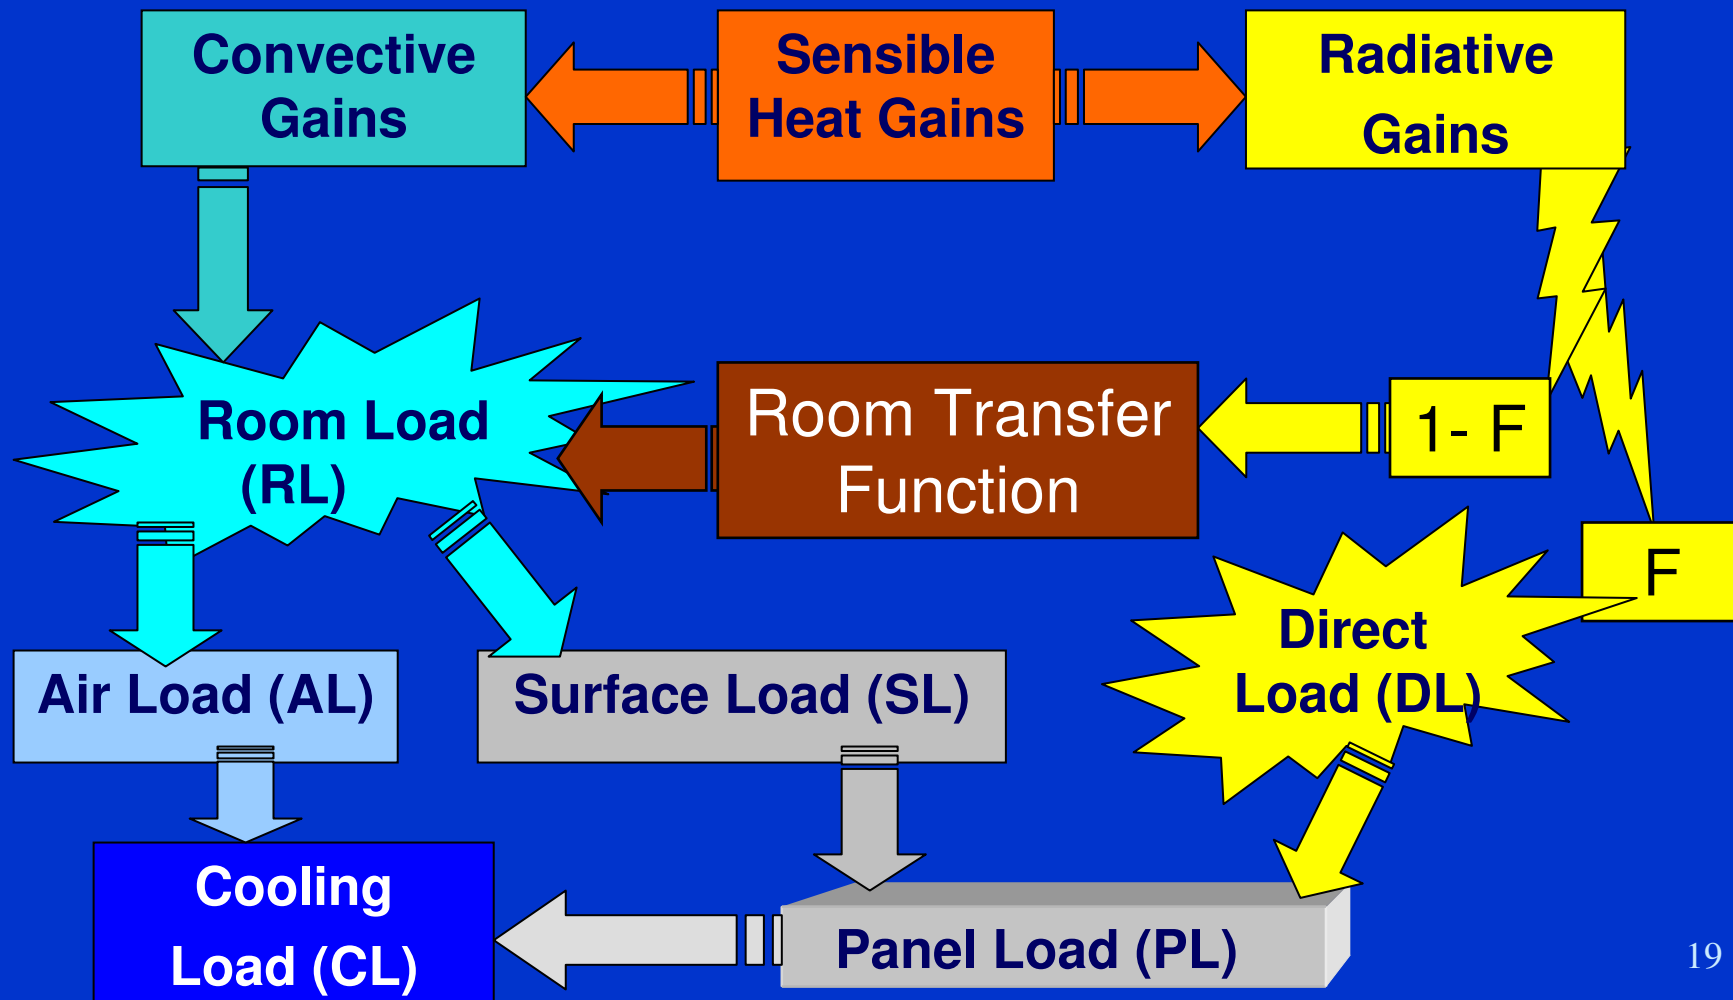 Convective
Gains
Sensible
Heat Gains
Radiative
Gains
Room Load
(RL)
Room Transfer
Function
1- F
F
Direct
Load (DL)
Air Load (AL)
Surface Load (SL)
Cooling
Load (CL)
Panel Load (PL)
19